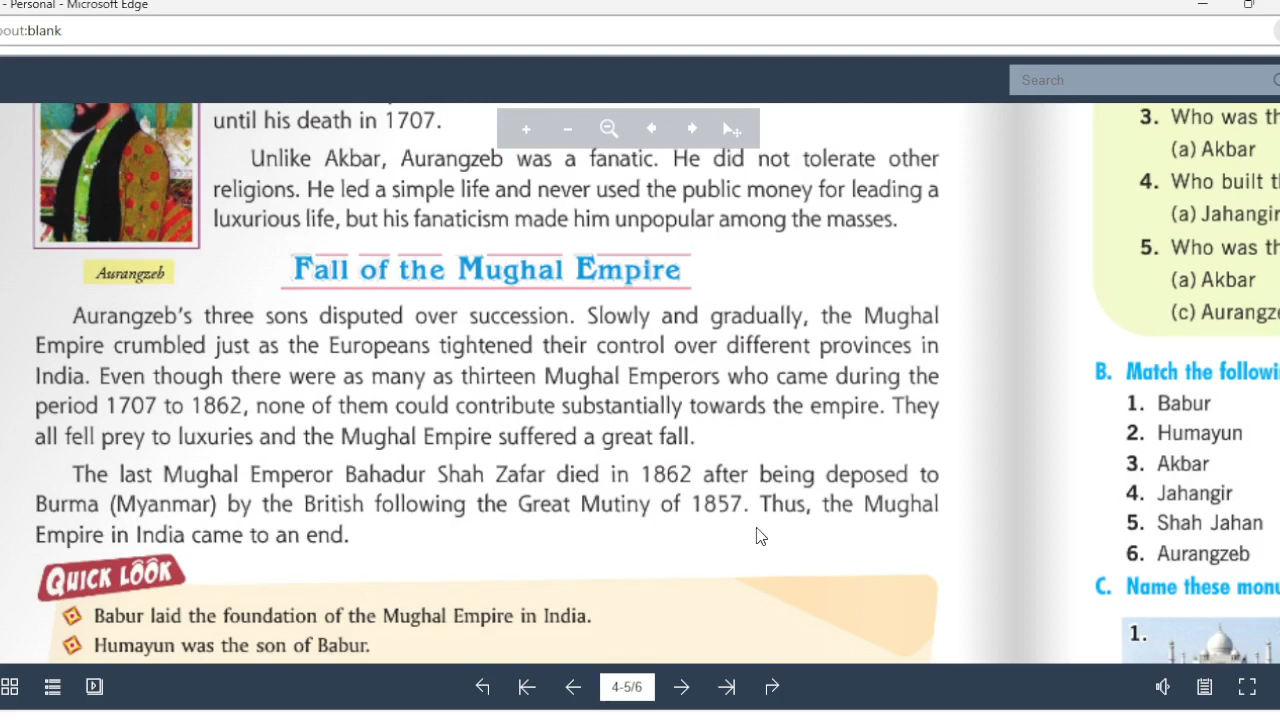 - Personal - Microsoft Edge
out:blank
Search
until his death in 1707.
Unlike Akbar, Aurangzeb was a fanatic. He did not tolerate other
religions. He led a simple life and never used the public money for leading a
luxurious life, but his fanaticism made him unpopular among the masses.
Aurangzeb
Fall of the Mughal Empire
Aurangzeb's three sons disputed over succession. Slowly and gradually, the Mughal
Empire crumbled just as the Europeans tightened their control over different provinces in
India. Even though there were as many as thirteen Mughal Emperors who came during the
period 1707 to 1862, none of them could contribute substantially towards the empire. They
all fell prey to luxuries and the Mughal Empire suffered a great fall.
The last Mughal Emperor Bahadur Shah Zafar died in 1862 after being deposed to
Burma (Myanmar) by the British following the Great Mutiny of 1857. Thus, the Mughal
Empire in India came to an end.
QUICK LOOK
Babur laid the foundation of the Mughal Empire in India.
Humayun was the son of Babur.
3. Who was th
(a) Akbar
4. Who built t
(a) Jahangir
5. Who was th
(a) Akbar
(c) Aurangze
B. Match the followi
1. Babur
2. Humayun
3. Akbar
4. Jahangir
5. Shah Jahan
6. Aurangzeb
C. Name these monu
1.
4-5/6